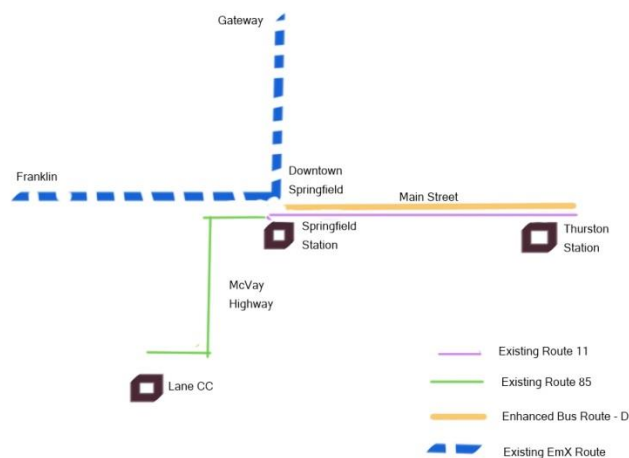 Gateway
Franklin
Downtown
Springfield
Main Street
Springfield
Station
Thurston
Station
McVay
Highway
Lane CC
Existing Route 11
Existing Route 85
Enhanced Bus Route - D
Existing EmX Route